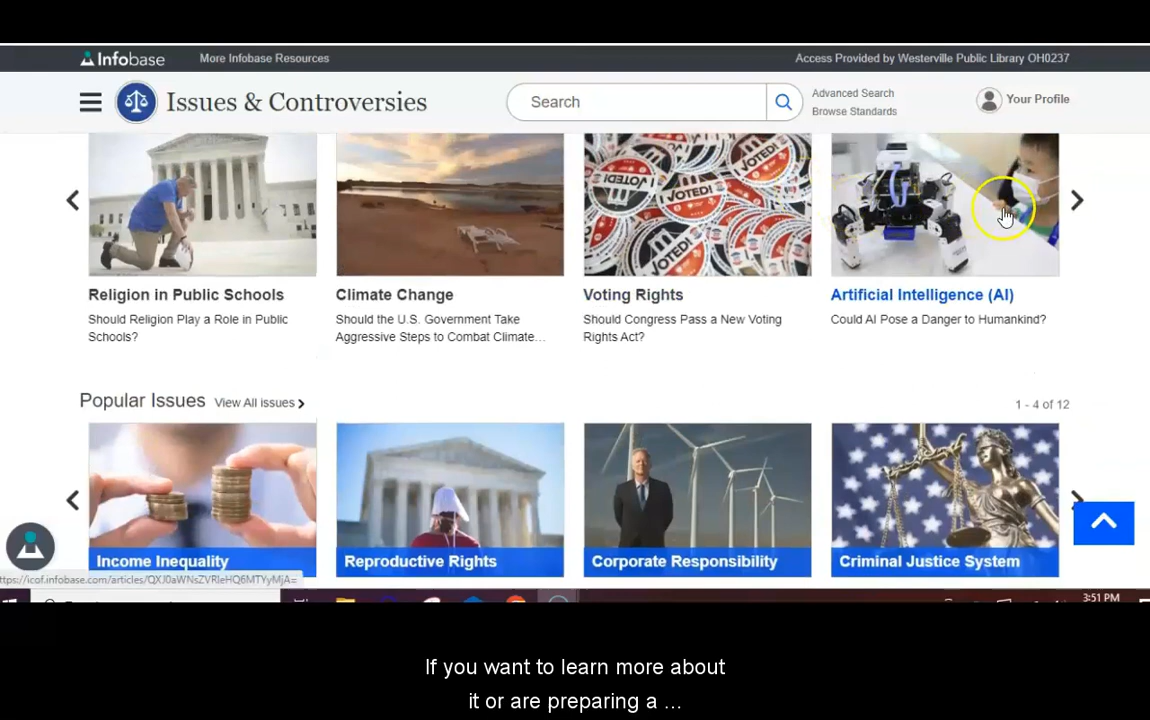 Infobase More Infobase Resources Access Provided by Westerville Public Library OH0237
Issues & Controversies Search Advanced Search Your Profile
Browse Standards
VOTED! VOTED! VOTED! VOTED!
Religion in Public Schools Climate Change Voting Rights Artificial Intelligence (AI)
Should Religion Play a Role in Public Should the U.S. Government Take Should Congress Pass a New Voting Could AI Pose a Danger to Humankind?
Schools? Aggressive Steps to Combat Climate... Rights Act?
Popular Issues View All issues 1 - 4 of 12
Income Inequality Reproductive Rights Corporate Responsibility Criminal Justice System
3:51 PM
If you want to learn more about
it or are preparing a ...